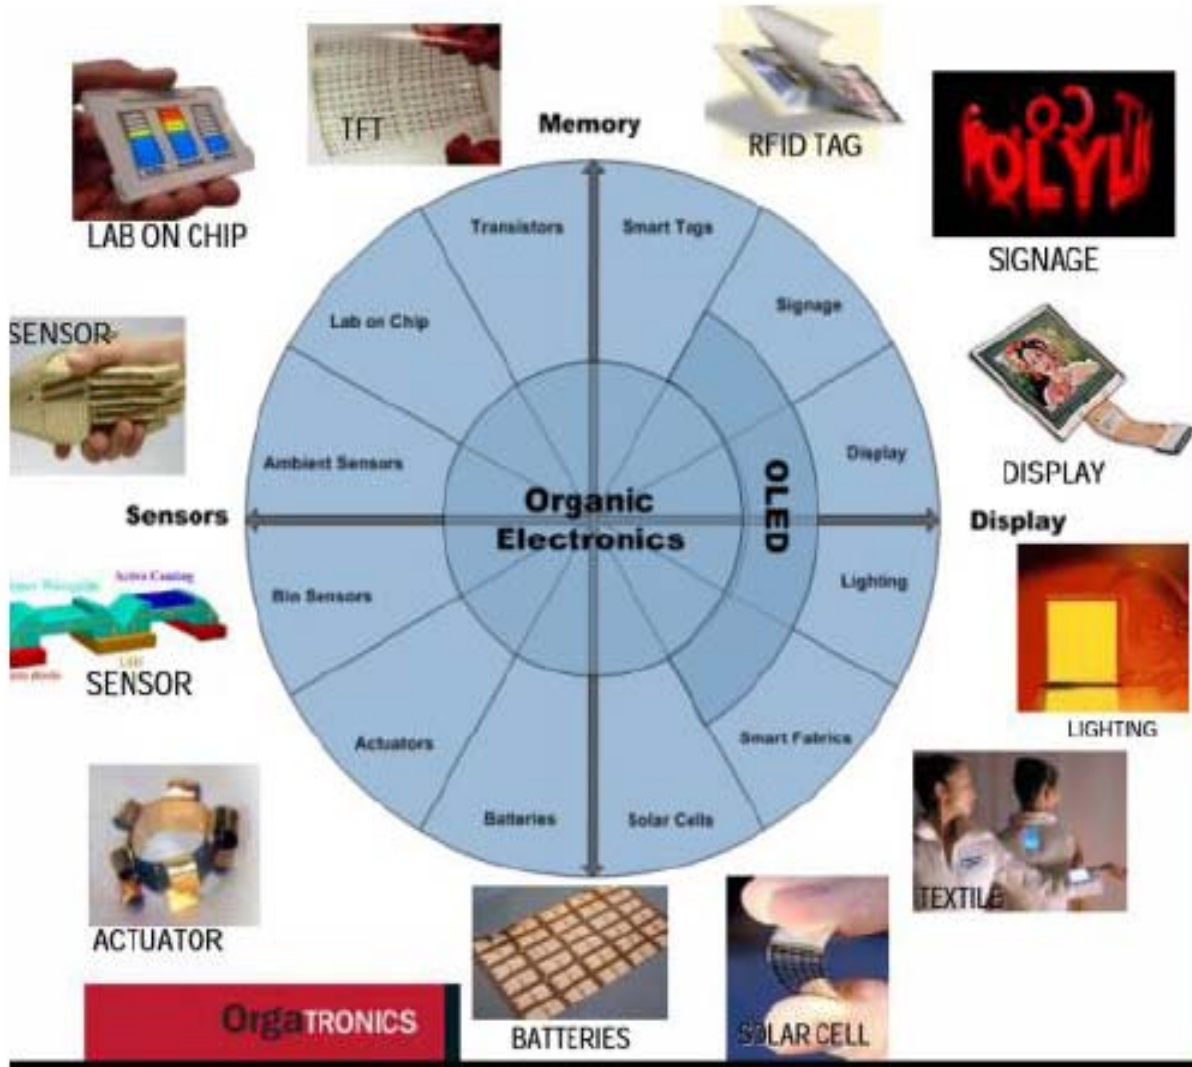 TFT
Memory
RFID TAG
LAB ON CHIP
SIGNAGE
Transistors
Smart Tags
Signage
Lab on Chip
SENSOR
Ambient Sensors
Display
DISPLAY
Sensors
Organic
Electronics
OLED
Display
Bio Sensors
Lighting
Active Coating
SENSOR
LIGHTING
Actuators
Smart Fabrics
Batteries
Solar Cells
TEXTILE
ACTUATOR
OrgaTRONICS
BATTERIES
SOLAR CELL